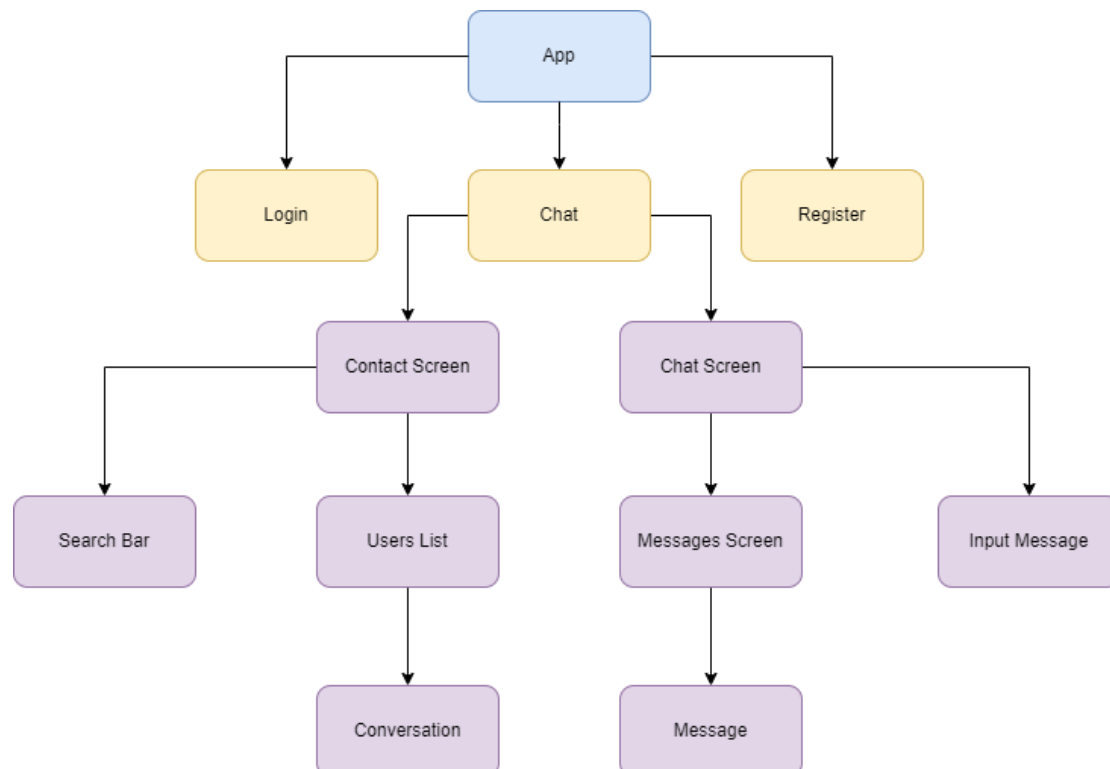 App
Login
Chat
Register
Contact Screen
Chat Screen
Search Bar
Users List
Messages Screen
Input Message
Conversation
Message